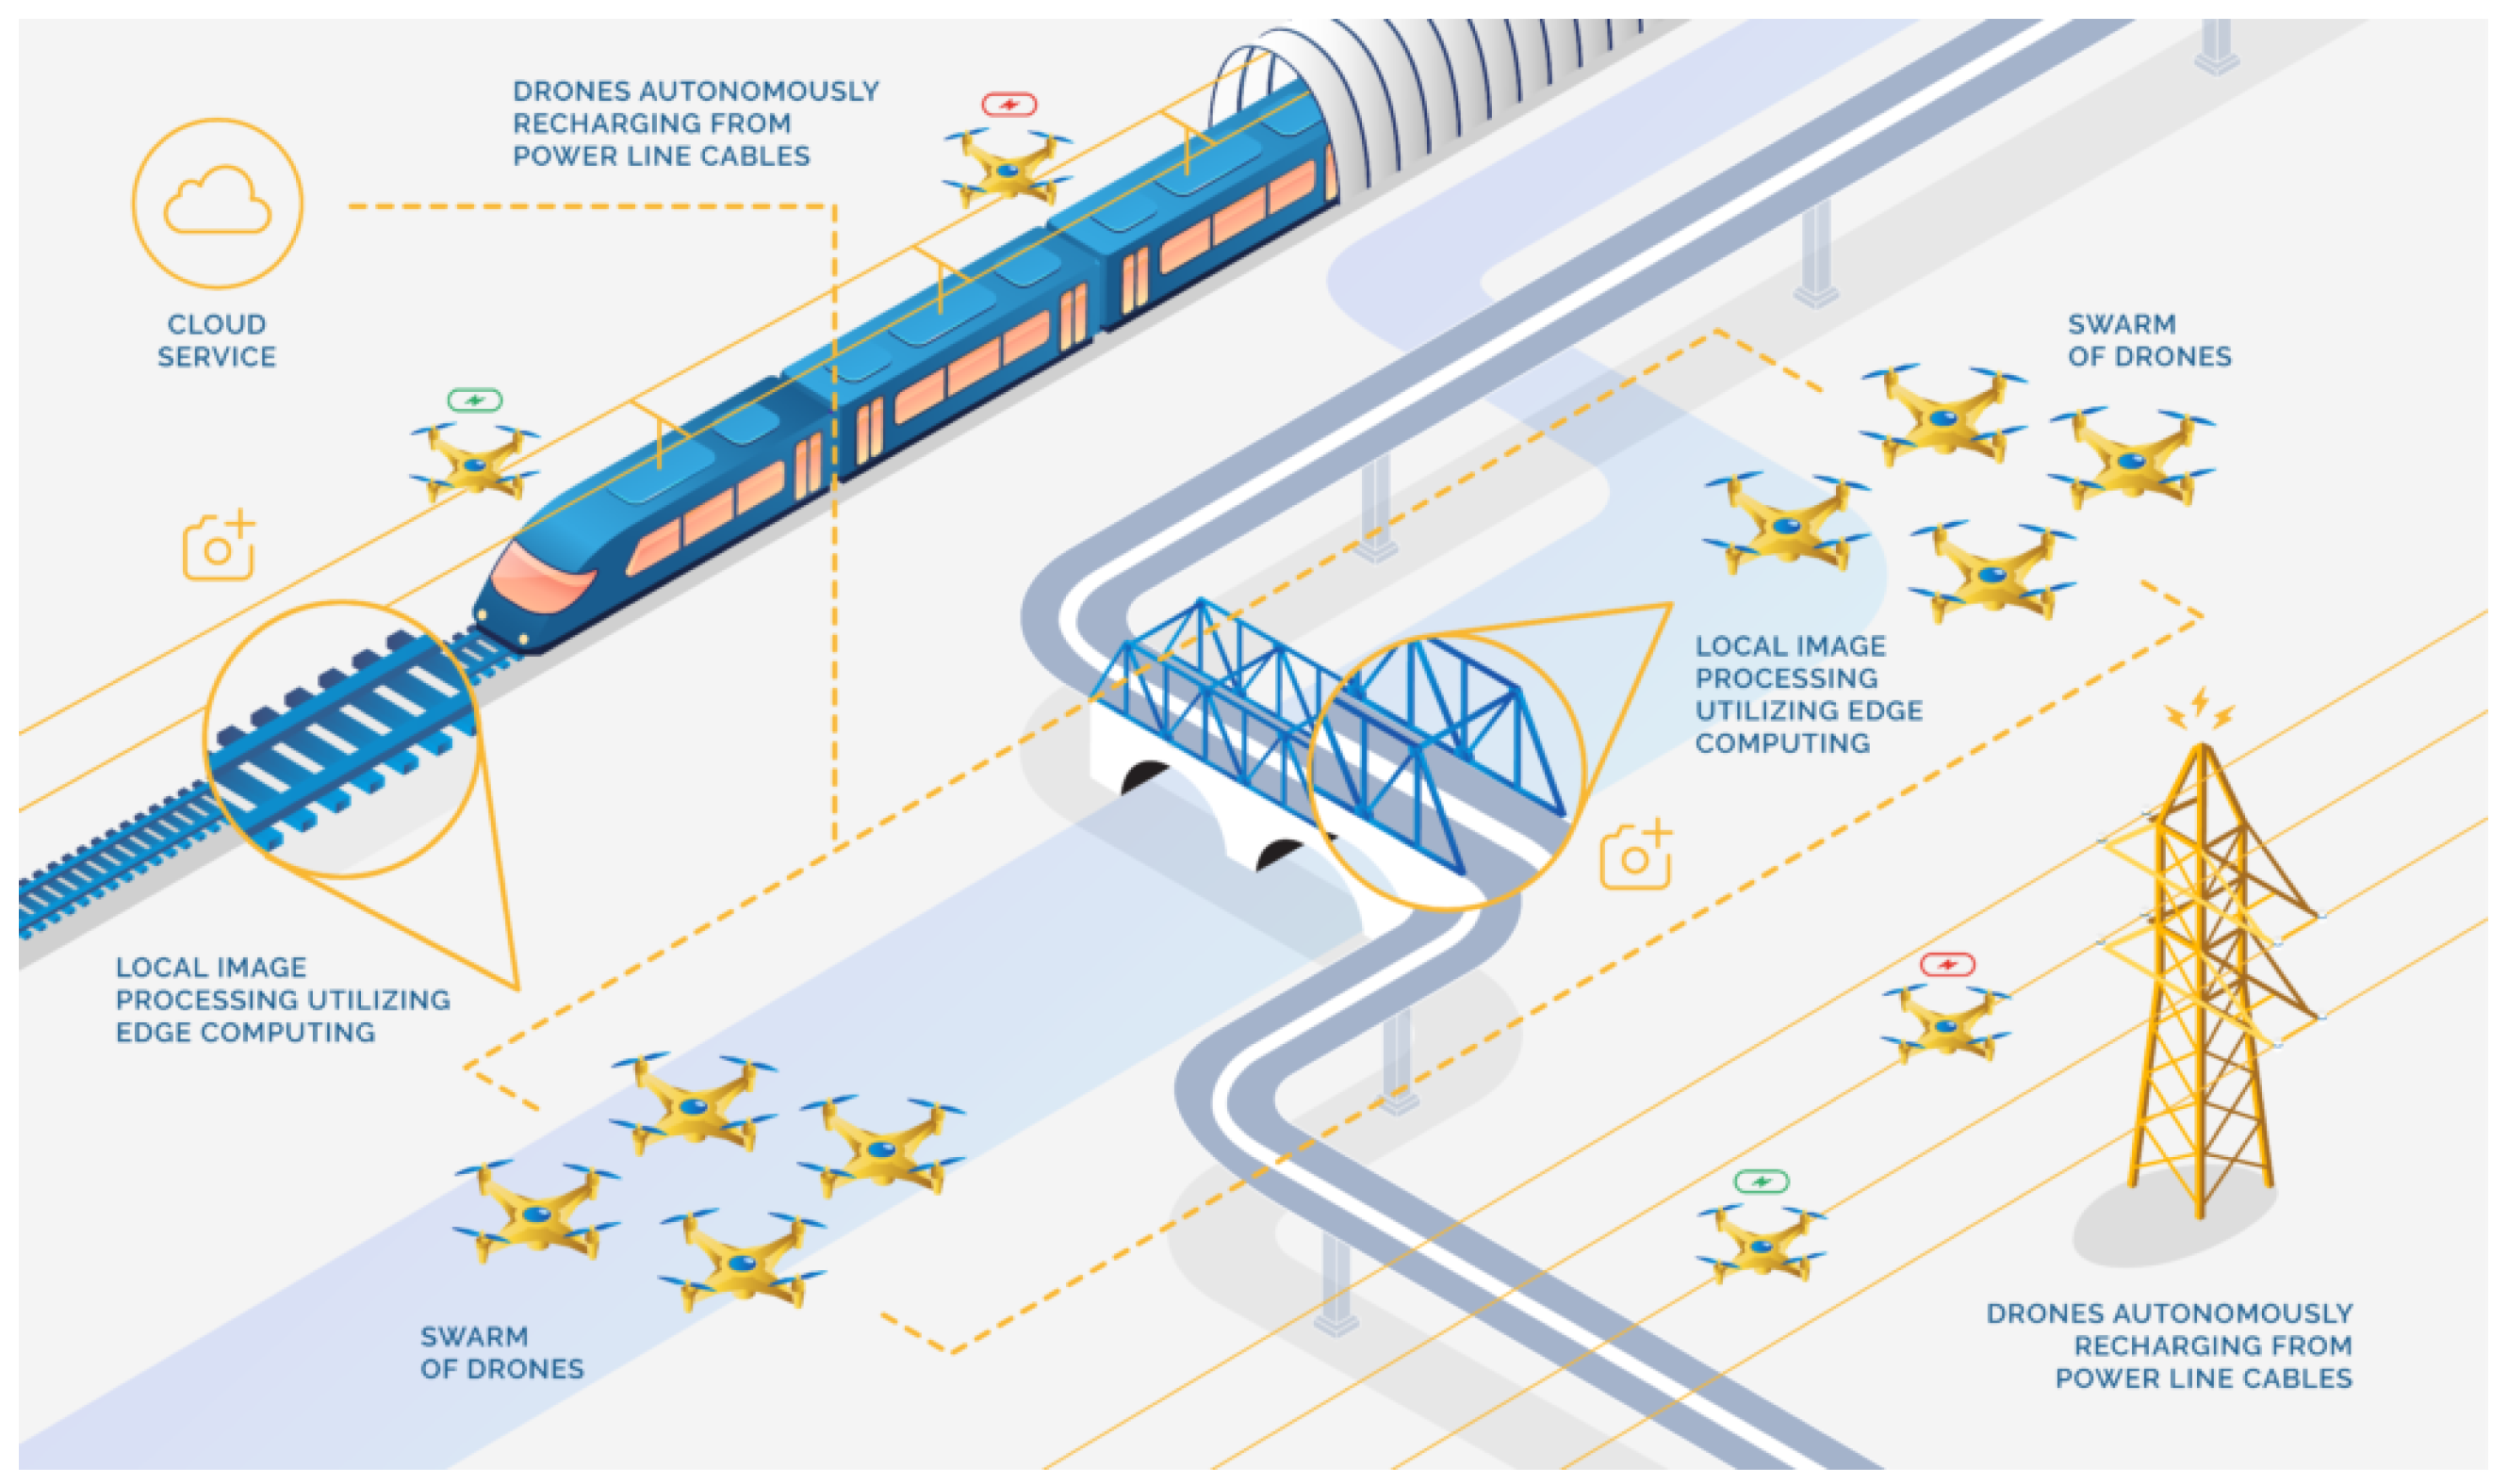 DRONES AUTONOMOUSLY
RECHARGING FROM
POWER LINE CABLES
CLOUD
SERVICE
SWARM
OF DRONES
LOCAL IMAGE
PROCESSING
UTILIZING EDGE
COMPUTING
LOCAL IMAGE
PROCESSING UTILIZING
EDGE COMPUTING
SWARM
OF DRONES
DRONES AUTONOMOUSLY
RECHARGING FROM
POWER LINE CABLES